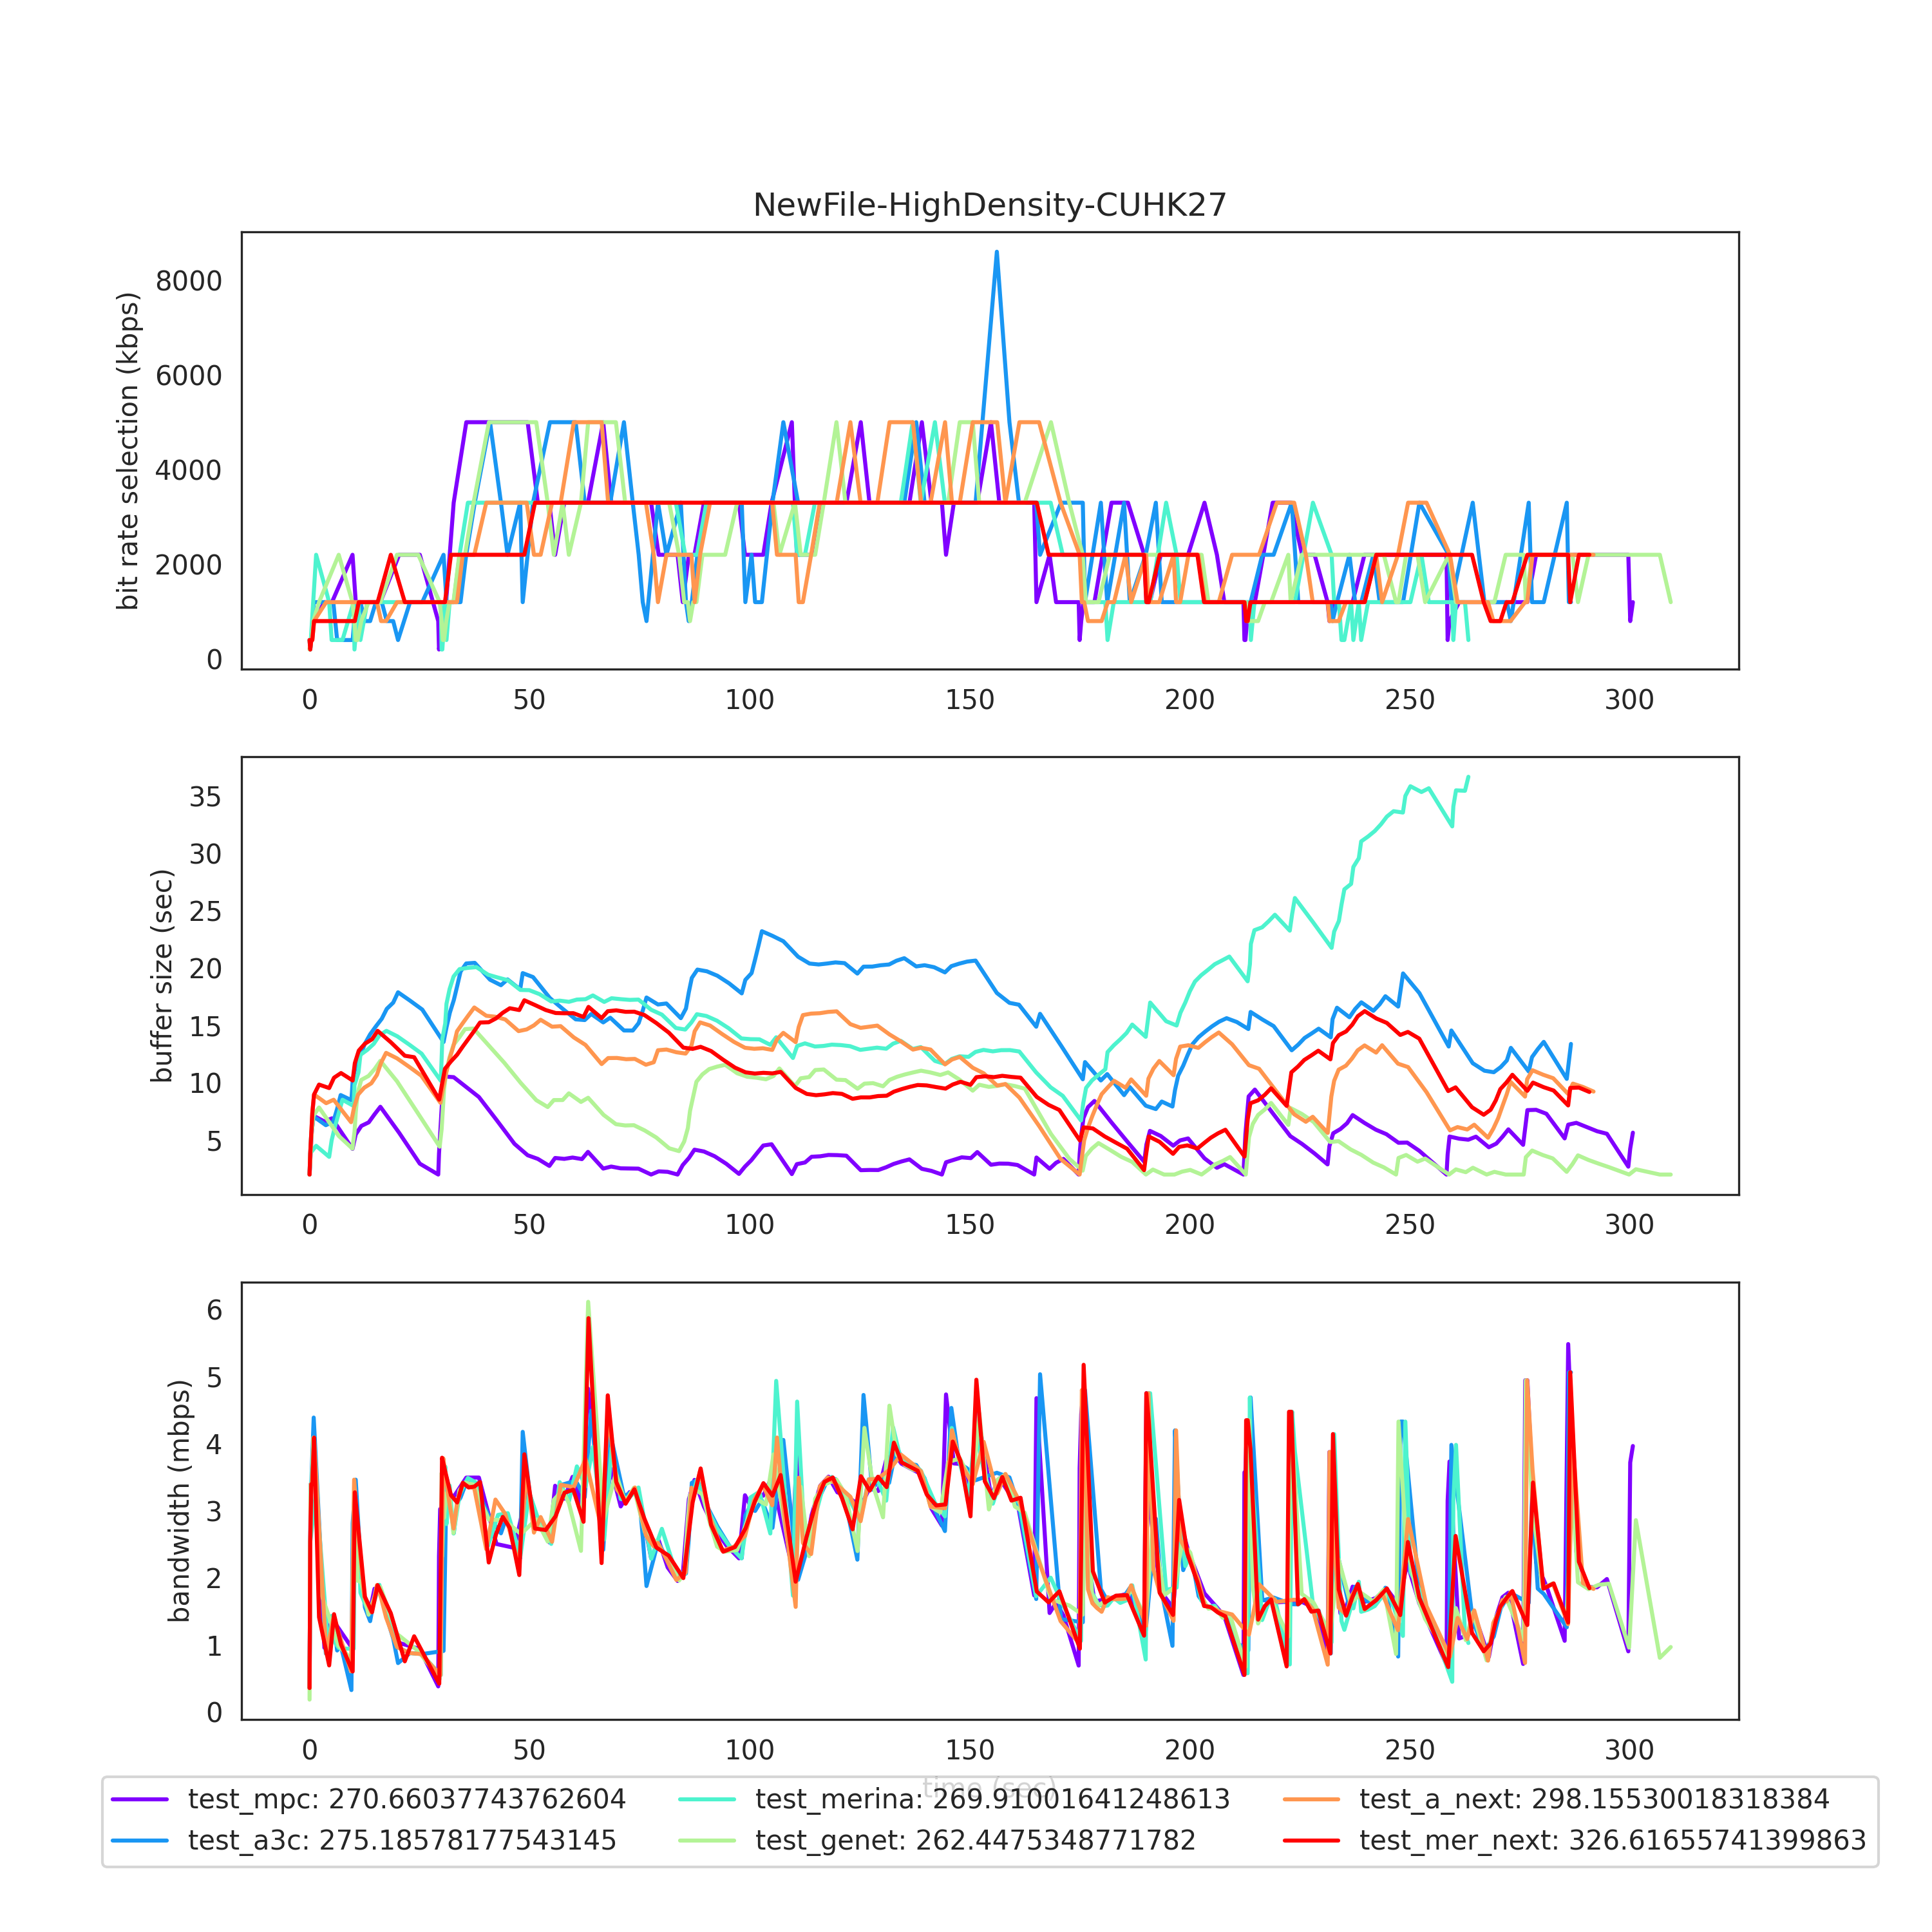 NewFile-HighDensity-CUHK27
bit rate selection (kbps)
8000
6000
4000
2000
0
0 50 100 150 200 250 300
buffer size (sec)
35
30
25
20
15
10
5
0 50 100 150 200 250 300
bandwidth (mbps)
6
5
4
3
2
1
0
0 50 100 150 200 250 300
time (sec)
test_mpc: 270.66037743762604 test_merina: 269.91001641248613 test_a_next: 298.15530018318384
test_a3c: 275.18578177543145 test_genet: 262.4475348771782 test_mer_next: 326.61655741399863